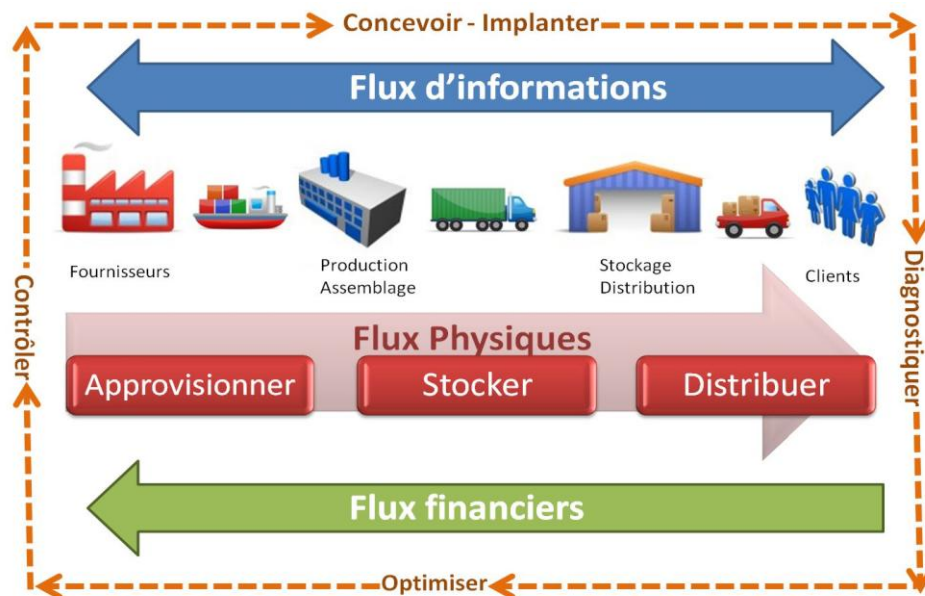 Concevoir - Implanter
Flux d'informations
Fournisseurs
Production
Assemblage
Stockage
Distribution
Clients
Contrôler
Diagnostiquer
Flux Physiques
Approvisionner
Stocker
Distribuer
Flux financiers
Optimiser